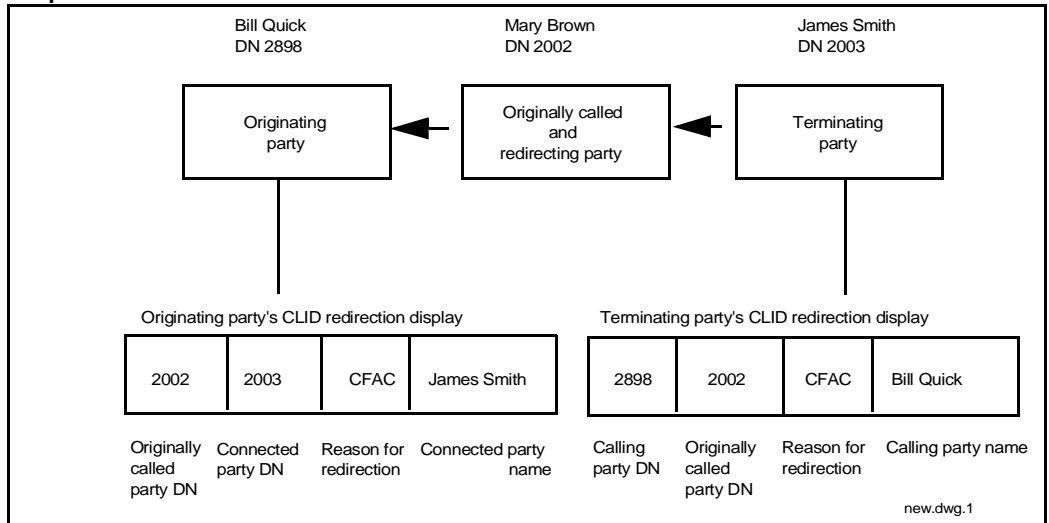 Bill Quick
DN 2898
Mary Brown
DN 2002
James Smith
DN 2003
Originating
party
Originally called
and
redirecting party
Terminating
party
Originating party's CLID redirection display
2002 2003 CFAC James Smith
Originally
called
party DN
Connected
party DN
Reason for
redirection
Connected party
name
Terminating party's CLID redirection display
2898 2002 CFAC Bill Quick
Calling
party DN
Originally
called
party DN
Reason for
redirection
Calling party name
new.dwg.1